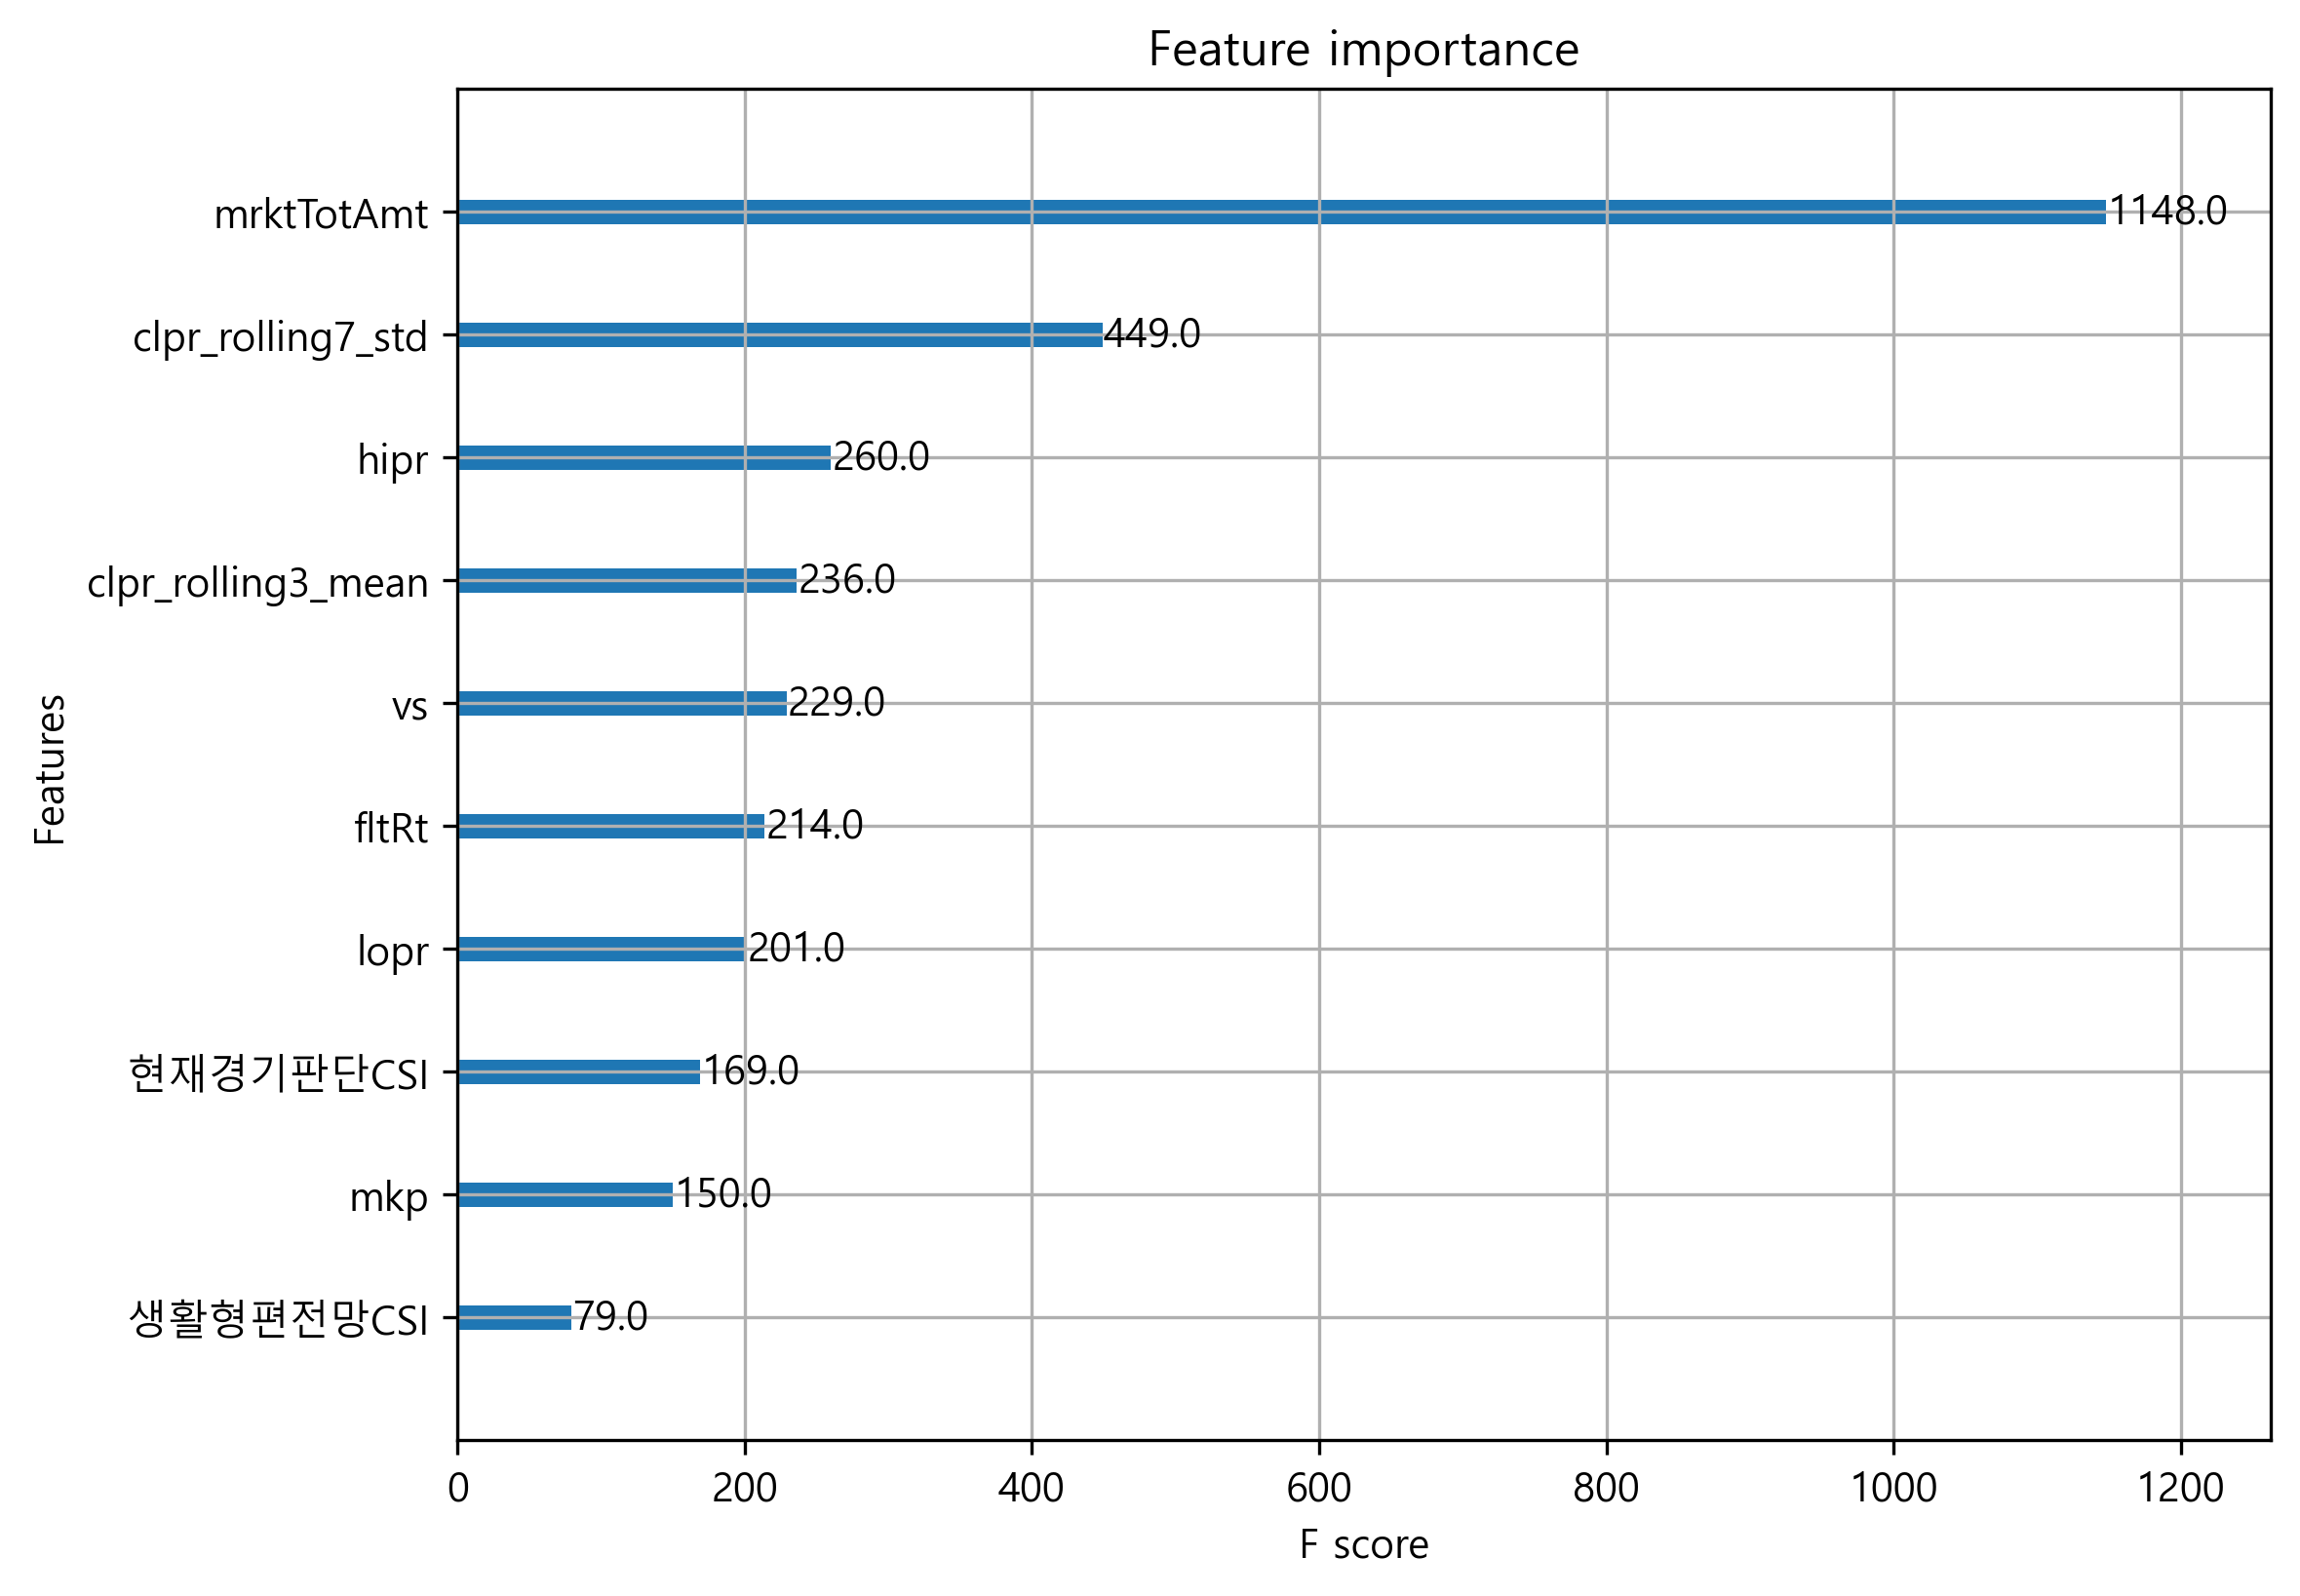 Feature importance
Features
mrktTotAmt
1148.0
clpr_rolling7_std
449.0
hipr
260.0
clpr_rolling3_mean
236.0
vs
229.0
fltRt
214.0
lopr
201.0
현재경기판단CSI
169.0
mkp
150.0
생활형편전망CSI
79.0
0 200 400 600 800 1000 1200
F score